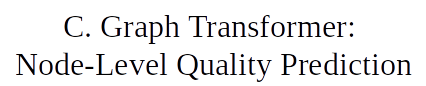 C. Graph Transformer:
Node-Level Quality Prediction